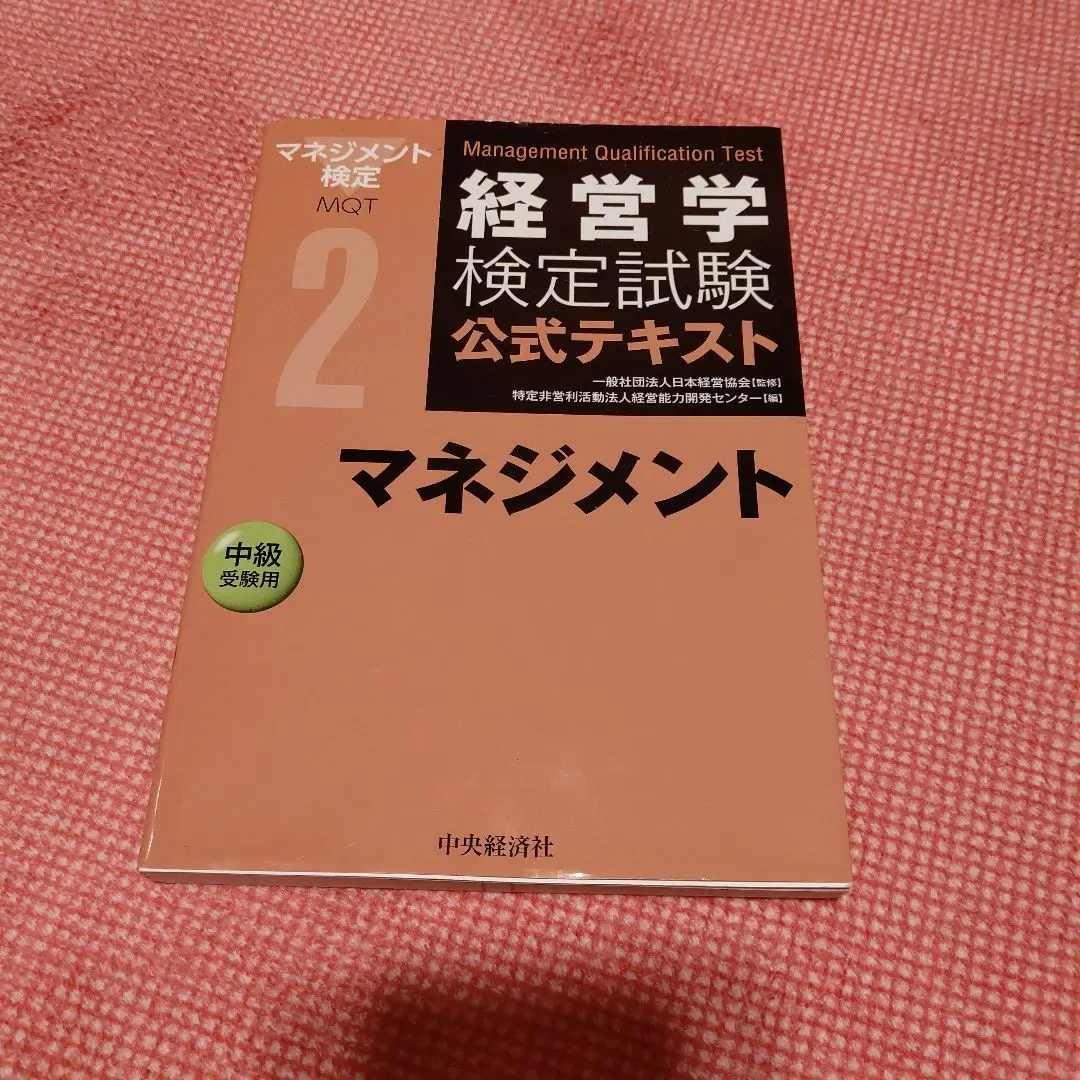 マネジメント
検定
MQT
2
Management Qualification Test
経営学
検定試験
公式テキスト
一般社団法人日本経営協会【監修】
特定非営利活動法人経営能力開発センター【編】
マネジメント
中級
受験用
中央経済社